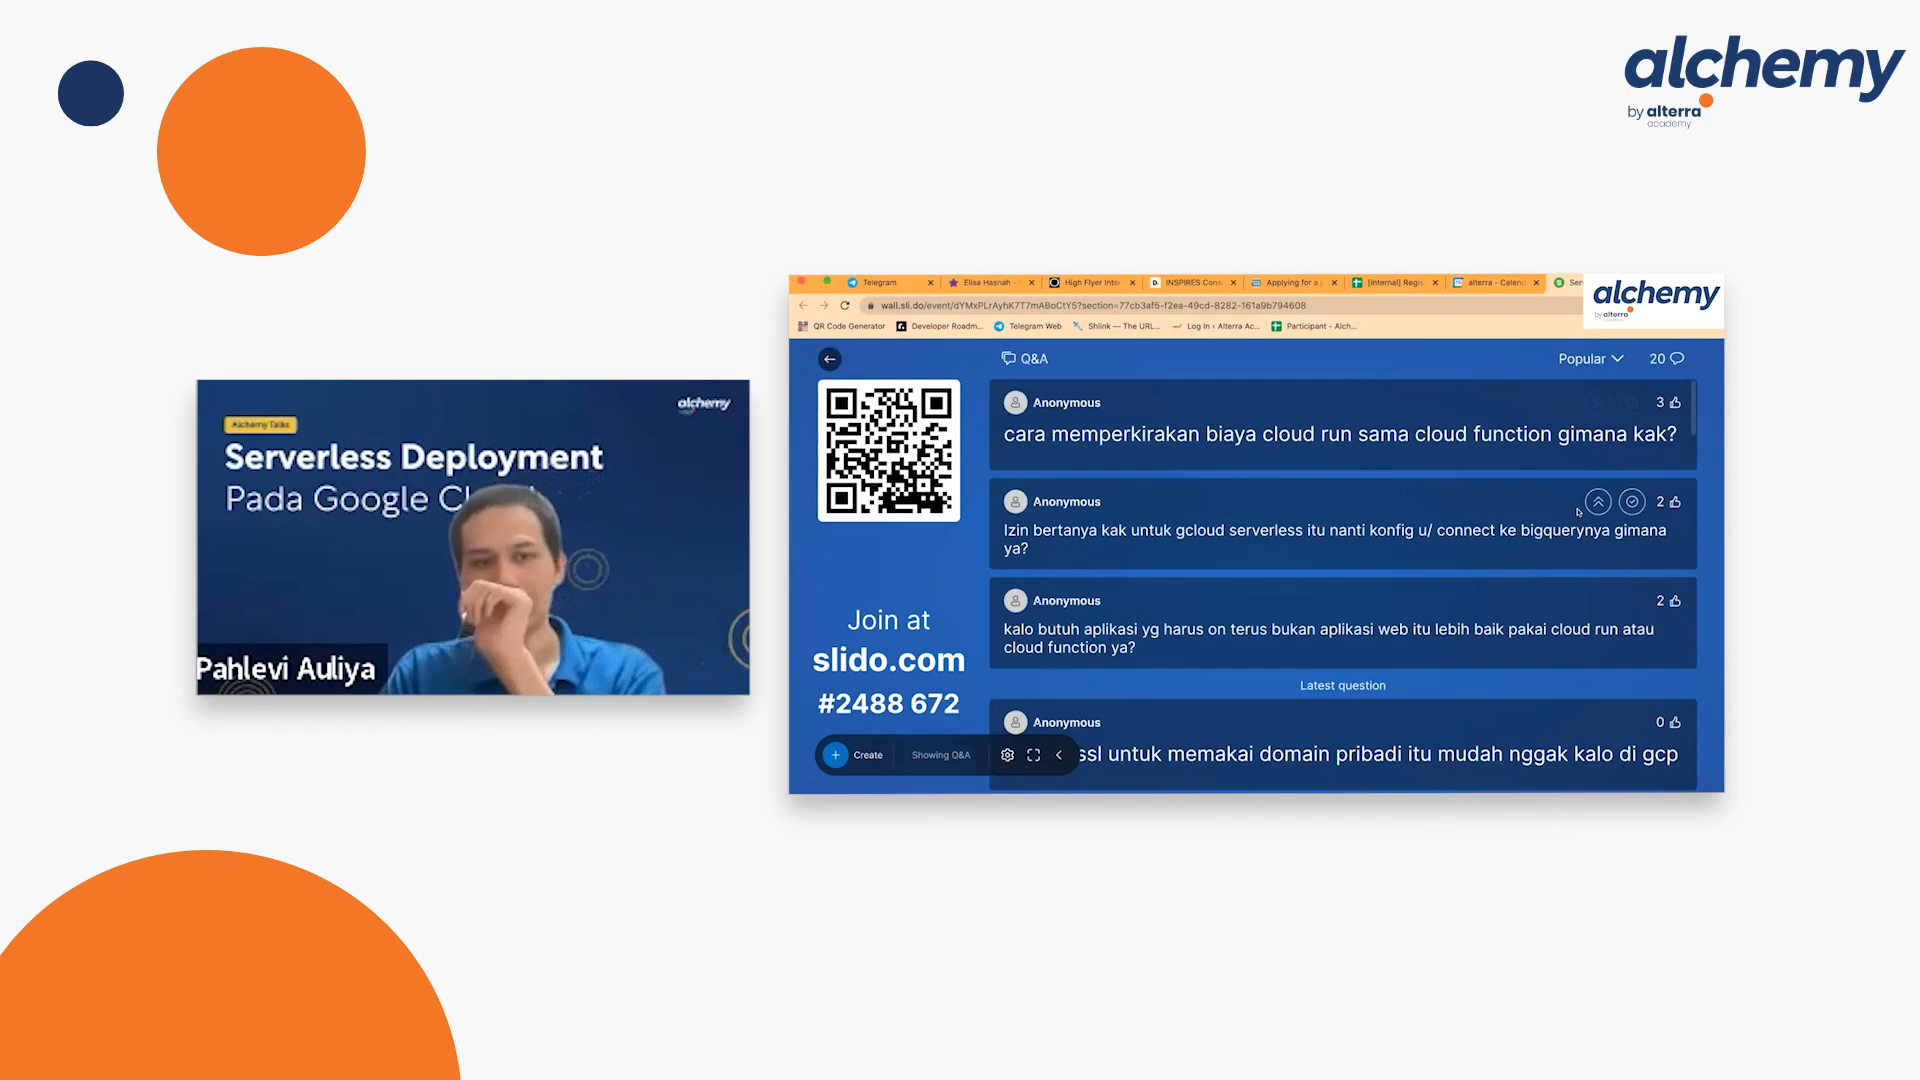 alchemy
by alterra
academy
alchemy
Alchemy Talks
Serverless Deployment
Pada Google
Pahlevi Auliya
Telegram
Elisa Hasnah -
High Flyer Inte
INSPIRES Cons
Applying for a
[internal] Regis
alterra - Calend
Sen
wall.sli.do/event/dYMxPLrAyhK7T7mABoCtY5?section=77cb3af5-f2ea-49cd-8282-161a9b794608
QR Code Generator
Developer Roadm...
Telegram Web
Shlink — The URL...
Log In ‹ Alterra Ac...
Participant - Alch...
alchemy
by alterra
Q&A
Popular
20
Anonymous
3
cara memperkirakan biaya cloud run sama cloud function gimana kak?
Anonymous
2
Izin bertanya kak untuk gcloud serverless itu nanti konfig u/ connect ke bigquerynya gimana
ya?
Anonymous
2
kalo butuh aplikasi yg harus on terus bukan aplikasi web itu lebih baik pakai cloud run atau
cloud function ya?
Latest question
Anonymous
0
ssl untuk memakai domain pribadi itu mudah nggak kalo di gcp
Join at
slido.com
#2488 672
Create
Showing Q&A